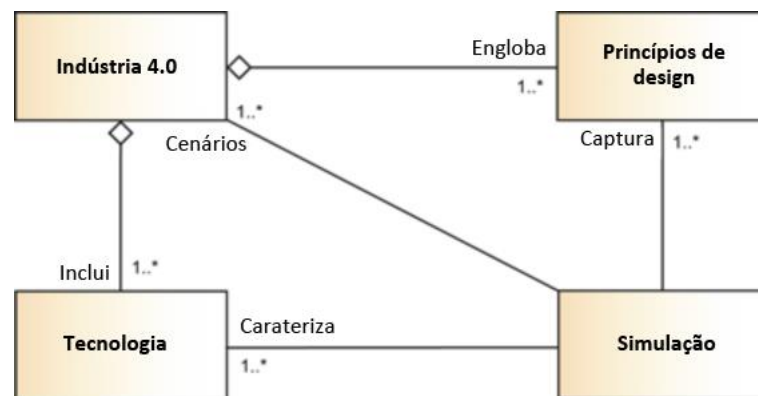 Indústria 4.0
Engloba
1..*
Princípios de
design
1..*
Cenários
Captura
1..*
Inclui
1..*
Tecnologia
Carateriza
1..*
Simulação